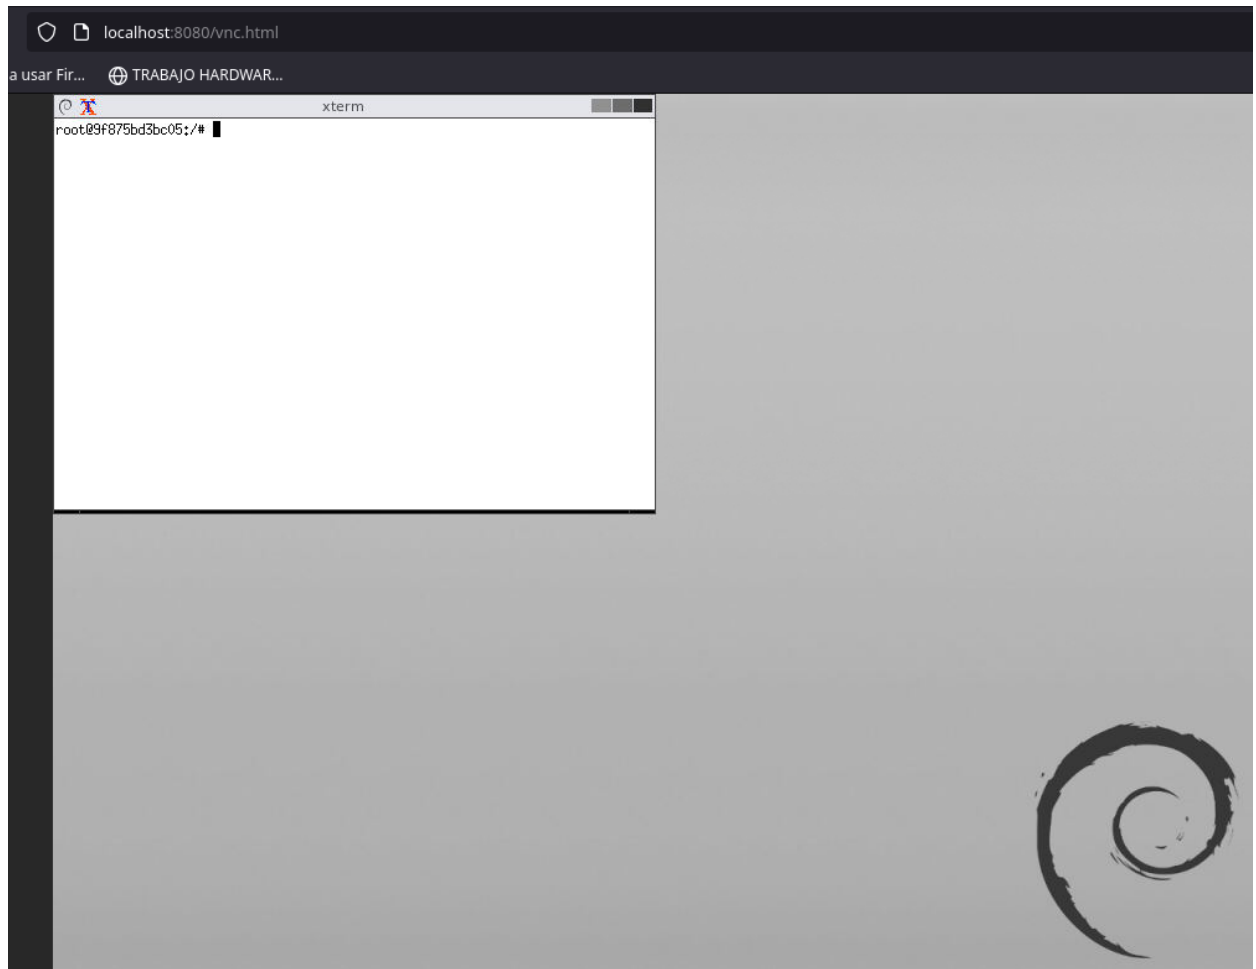 localhost:8080/vnc.html
a usar Fir...
TRABAJO HARDWAR...
xterm
root@9f875bd3bc05:/#